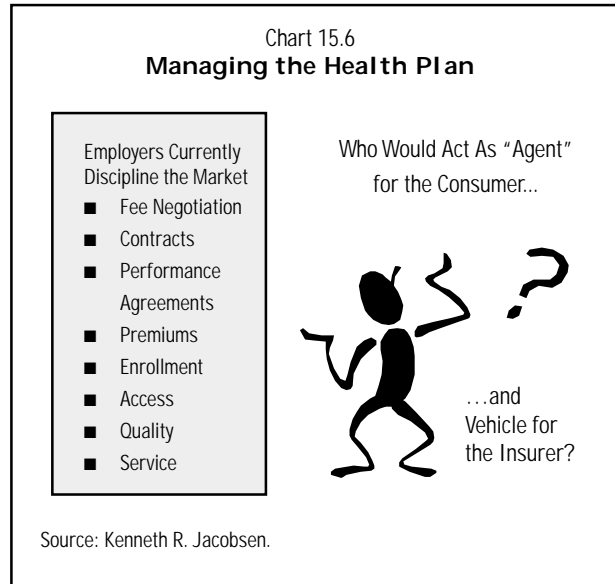 Chart 15.6
Managing the Health Plan
Employers Currently
Discipline the Market
■ Fee Negotiation
■ Contracts
■ Performance
Agreements
■ Premiums
■ Enrollment
■ Access
■ Quality
■ Service
Who Would Act As “Agent”
for the Consumer...
?
…and
Vehicle for
the Insurer?
Source: Kenneth R. Jacobsen.